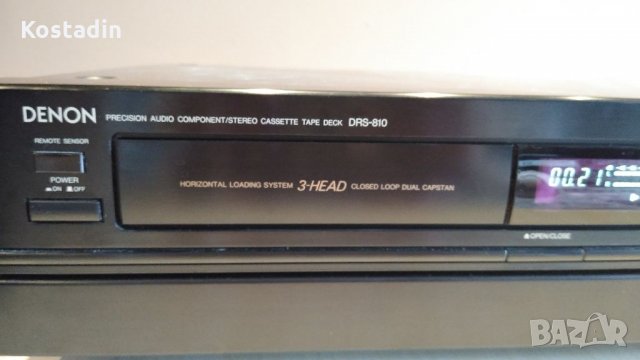 Kostadin
DENON PRECISION AUDIO COMPONENT/STEREO CASSETTE TAPE DECK DRS-810
REMOTE SENSOR
POWER
ON OFF
HORIZONTAL LOADING SYSTEM 3-HEAD CLOSED LOOP DUAL CAPSTAN
00.21
OPEN/CLOSE
BAZAR